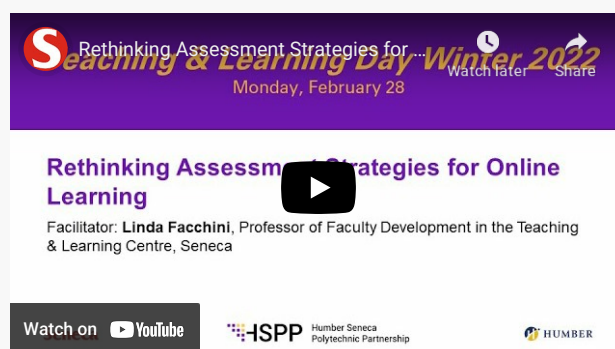 Rethinking Assessment Strategies for ...
Teaching & Learning Day Winter 2022
Watch later
Share
Monday, February 28
Rethinking Assessment Strategies for Online
Learning
Facilitator: Linda Facchini, Professor of Faculty Development in the Teaching
& Learning Centre, Seneca
Watch on YouTube
HSPP Humber Seneca
Polytechnic Partnership
HUMBER